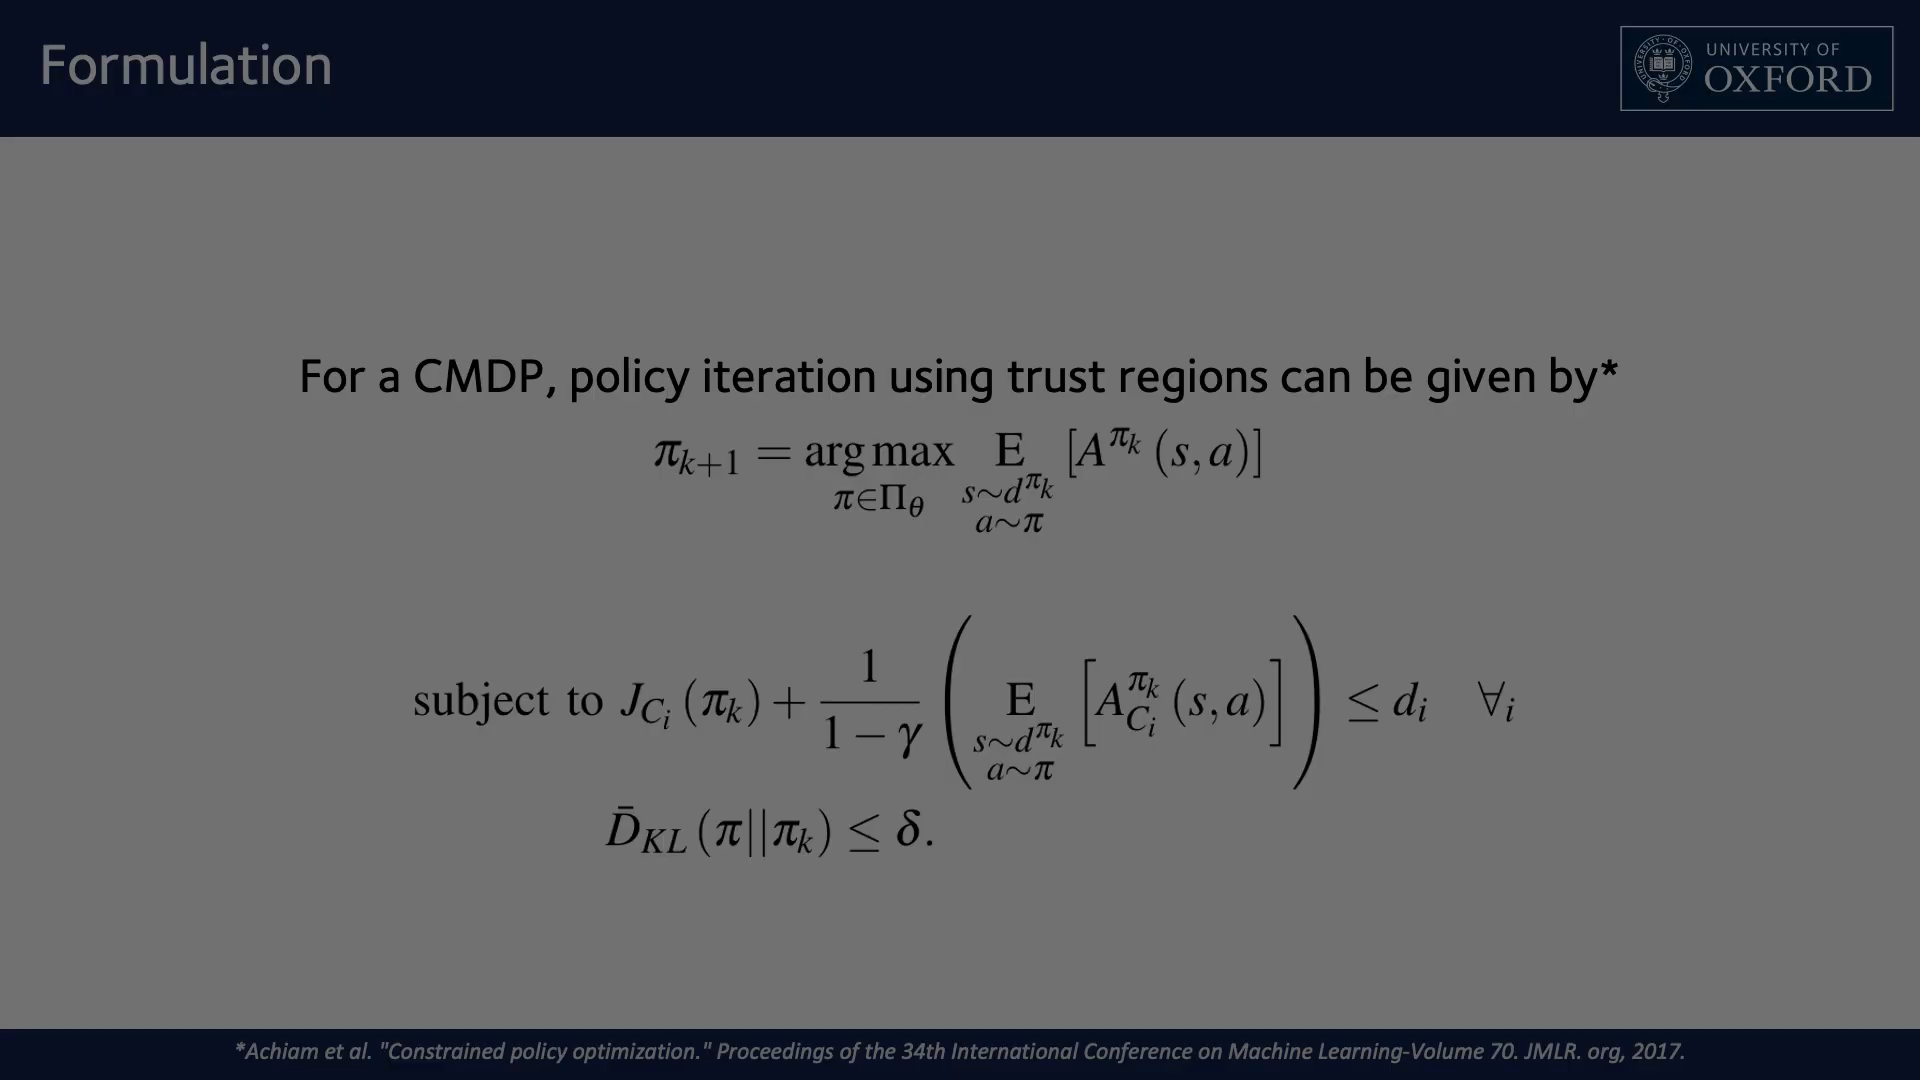 Formulation
UNIVERSITY OF
OXFORD
For a CMDP, policy iteration using trust regions can be given by*
π_{k+1} = arg max_{π∈Π_θ} E_{s∼d^{π_k}, a∼π} [A^{π_k} (s,a)]
subject to J_{C_i} (π_k) + \frac{1}{1 − γ} ( E_{s∼d^{π_k}, a∼π} [ A^{π_k}_{C_i} (s,a) ] ) ≤ d_i ∀_i
D̄_{KL} (π||π_k) ≤ δ.
*Achiam et al. "Constrained policy optimization." Proceedings of the 34th International Conference on Machine Learning-Volume 70. JMLR. org, 2017.